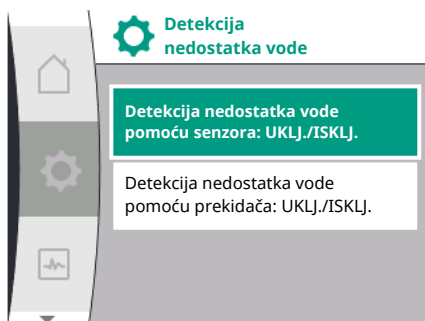 Detekcija
nedostatka vode
Detekcija nedostatka vode
pomoću senzora: UKLJ./ISKLJ.
Detekcija nedostatka vode
pomoću prekidača: UKLJ./ISKLJ.